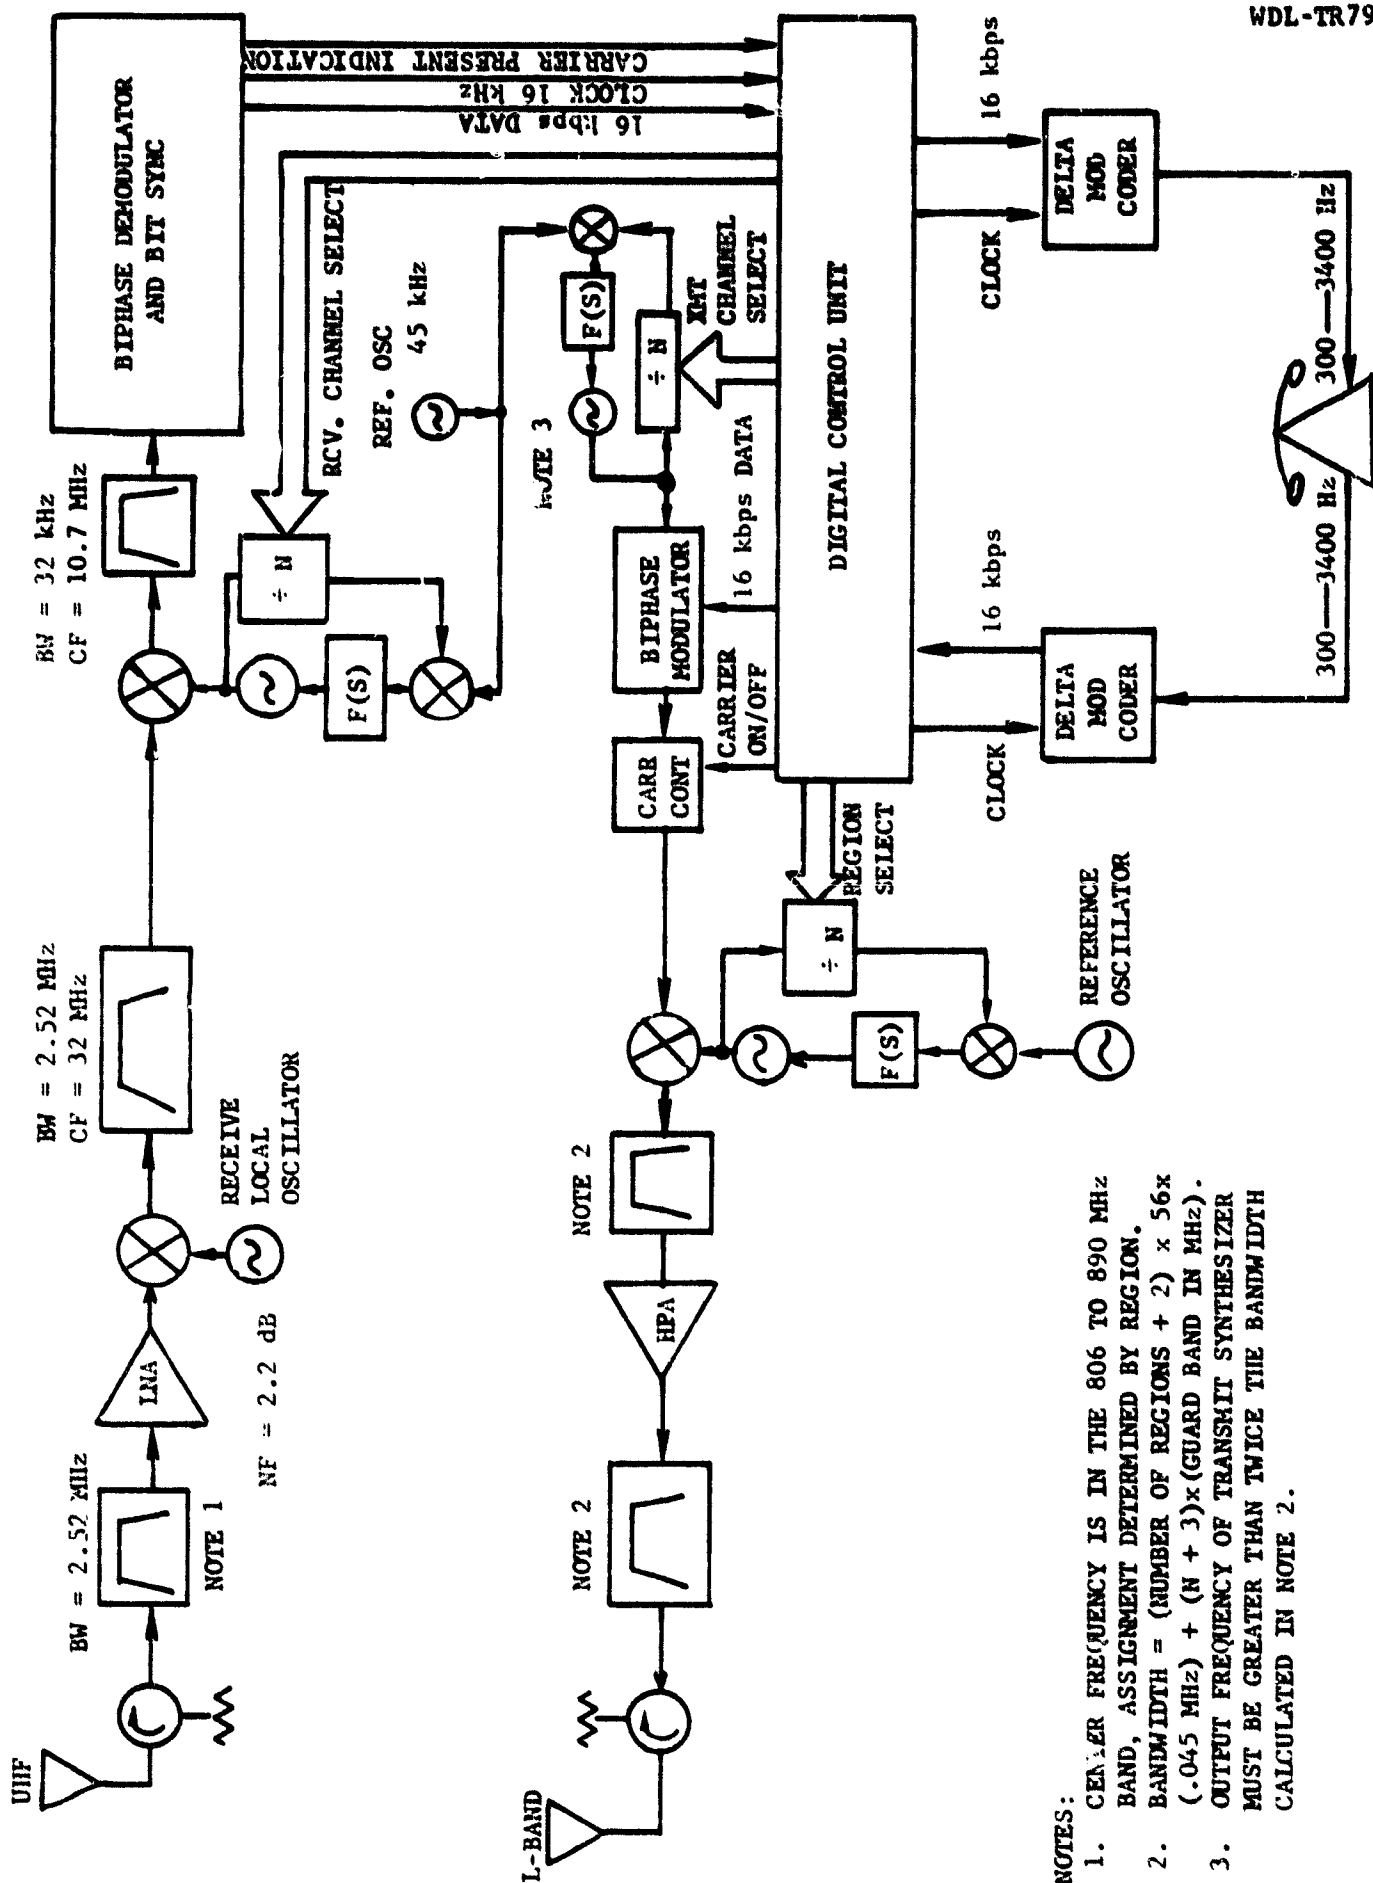 WDL-TR79
UHF
BW = 2.52 MHz
NOTE 1
LNA
NF = 2.2 dB
RECEIVE
LOCAL
OSCILLATOR
BW = 2.52 MHz
CF = 32 MHz
BW = 32 kHz
CF = 10.7 MHz
BIPHASE DEMODULATOR
AND BIT SYNC
CARRIER PRESENT INDICATION
CLOCK 16 kHz
16 kbps DATA
÷ N
F(S)
RCV. CHANNEL SELECT
REF. OSC
45 kHz
L-BAND
NOTE 2
HPA
NOTE 2
CARR
CONT
BIPHASE
MODULATOR
NOTE 3
F(S)
÷ N
XMT
CHANNEL
SELECT
CARRIER
ON/OFF
16 kbps DATA
DIGITAL CONTROL UNIT
REGION
SELECT
÷ N
F(S)
REFERENCE
OSCILLATOR
CLOCK
16 kbps
DELTA
MOD
CODER
CLOCK
16 kbps
DELTA
MOD
CODER
300—3400 Hz
300—3400 Hz
NOTES:
1. CENTER FREQUENCY IS IN THE 806 TO 890 MHz
BAND, ASSIGNMENT DETERMINED BY REGION.
2. BANDWIDTH = (NUMBER OF REGIONS + 2) x 56x
(.045 MHz) + (N + 3)x(GUARD BAND IN MHz).
3. OUTPUT FREQUENCY OF TRANSMIT SYNTHESIZER
MUST BE GREATER THAN TWICE THE BANDWIDTH
CALCULATED IN NOTE 2.